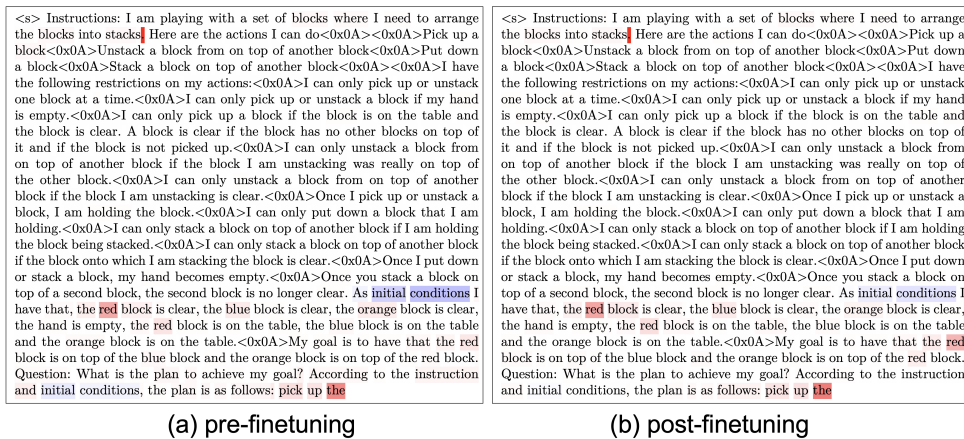 <s> Instructions: I am playing with a set of blocks where I need to arrange
the blocks into stacks. Here are the actions I can do<0x0A><0x0A>Pick up a
block<0x0A>Unstack a block from on top of another block<0x0A>Put down
a block<0x0A>Stack a block on top of another block<0x0A><0x0A>I have
the following restrictions on my actions:<0x0A>I can only pick up or unstack
one block at a time.<0x0A>I can only pick up or unstack a block if my hand
is empty.<0x0A>I can only pick up a block if the block is on the table and
the block is clear. A block is clear if the block has no other blocks on top of
it and if the block is not picked up.<0x0A>I can only unstack a block from
on top of another block if the block I am unstacking was really on top of
the other block.<0x0A>I can only unstack a block from on top of another
block if the block I am unstacking is clear.<0x0A>Once I pick up or unstack a
block, I am holding the block.<0x0A>I can only put down a block that I am
holding.<0x0A>I can only stack a block on top of another block if I am holding
the block being stacked.<0x0A>I can only stack a block on top of another block
if the block onto which I am stacking the block is clear.<0x0A>Once I put down
or stack a block, my hand becomes empty.<0x0A>Once you stack a block on
top of a second block, the second block is no longer clear. As initial conditions I
have that, the red block is clear, the blue block is clear, the orange block is clear,
the hand is empty, the red block is on the table, the blue block is on the table
and the orange block is on the table.<0x0A>My goal is to have that the red
block is on top of the blue block and the orange block is on top of the red block.
Question: What is the plan to achieve my goal? According to the instruction
and initial conditions, the plan is as follows: pick up the
(a) pre-finetuning
<s> Instructions: I am playing with a set of blocks where I need to arrange
the blocks into stacks. Here are the actions I can do<0x0A><0x0A>Pick up a
block<0x0A>Unstack a block from on top of another block<0x0A>Put down
a block<0x0A>Stack a block on top of another block<0x0A><0x0A>I have
the following restrictions on my actions:<0x0A>I can only pick up or unstack
one block at a time.<0x0A>I can only pick up or unstack a block if my hand
is empty.<0x0A>I can only pick up a block if the block is on the table and
the block is clear. A block is clear if the block has no other blocks on top of
it and if the block is not picked up.<0x0A>I can only unstack a block from
on top of another block if the block I am unstacking was really on top of
the other block.<0x0A>I can only unstack a block from on top of another
block if the block I am unstacking is clear.<0x0A>Once I pick up or unstack a
block, I am holding the block.<0x0A>I can only put down a block that I am
holding.<0x0A>I can only stack a block on top of another block if I am holding
the block being stacked.<0x0A>I can only stack a block on top of another block
if the block onto which I am stacking the block is clear.<0x0A>Once I put down
or stack a block, my hand becomes empty.<0x0A>Once you stack a block on
top of a second block, the second block is no longer clear. As initial conditions I
have that, the red block is clear, the blue block is clear, the orange block is clear,
the hand is empty, the red block is on the table, the blue block is on the table
and the orange block is on the table.<0x0A>My goal is to have that the red
block is on top of the blue block and the orange block is on top of the red block.
Question: What is the plan to achieve my goal? According to the instruction
and initial conditions, the plan is as follows: pick up the
(b) post-finetuning